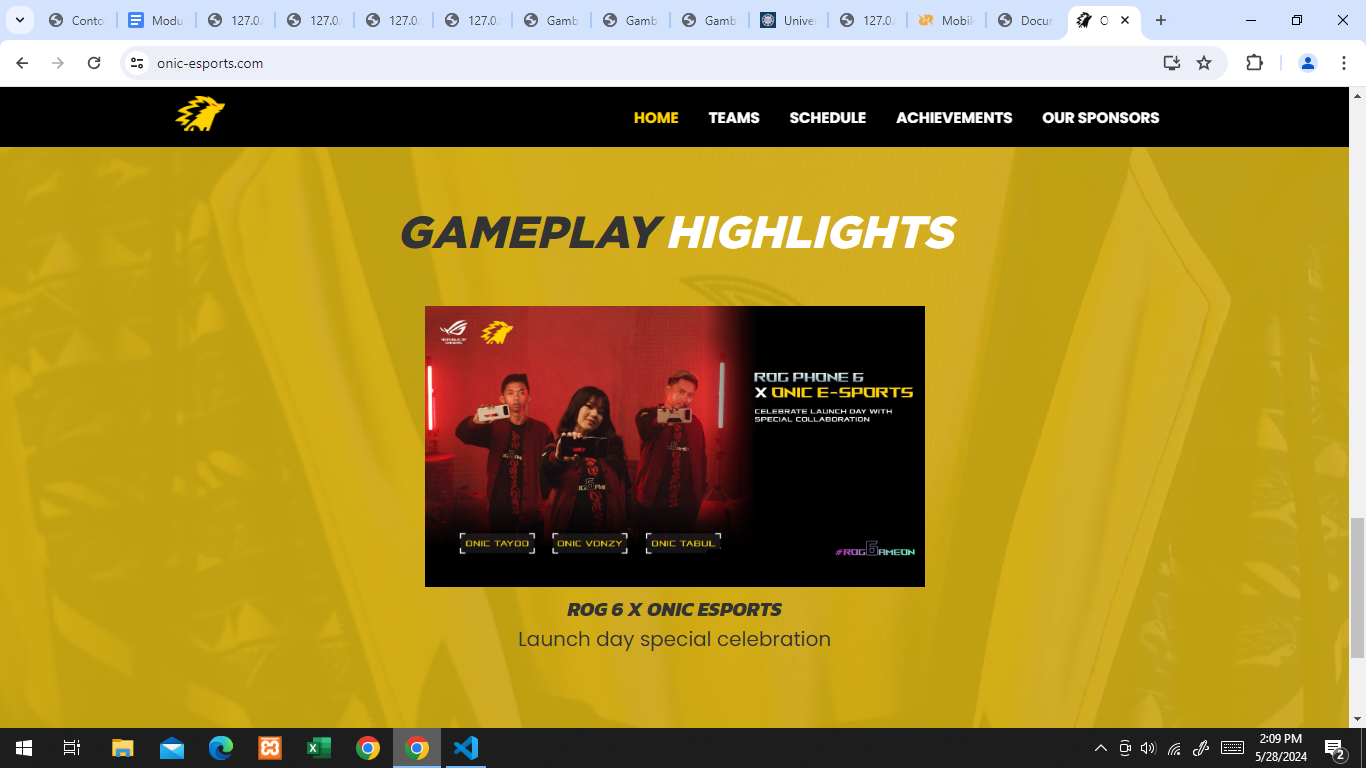 Conto
Modu
127.0.
127.0.
127.0.
127.0.
Gamb
Gamb
Gamb
Univer
127.0.
Mobil
Docur
O
onic-esports.com
HOME TEAMS SCHEDULE ACHIEVEMENTS OUR SPONSORS
GAMEPLAY HIGHLIGHTS
ROG PHONE 6
X ONIC E-SPORTS
CELEBRATE LAUNCH DAY WITH
SPECIAL COLLABORATION
ONIC TAYOO ONIC VONZY ONIC TABUL
#ROG6AMEON
ROG 6 X ONIC ESPORTS
Launch day special celebration
2:09 PM
5/28/2024
2